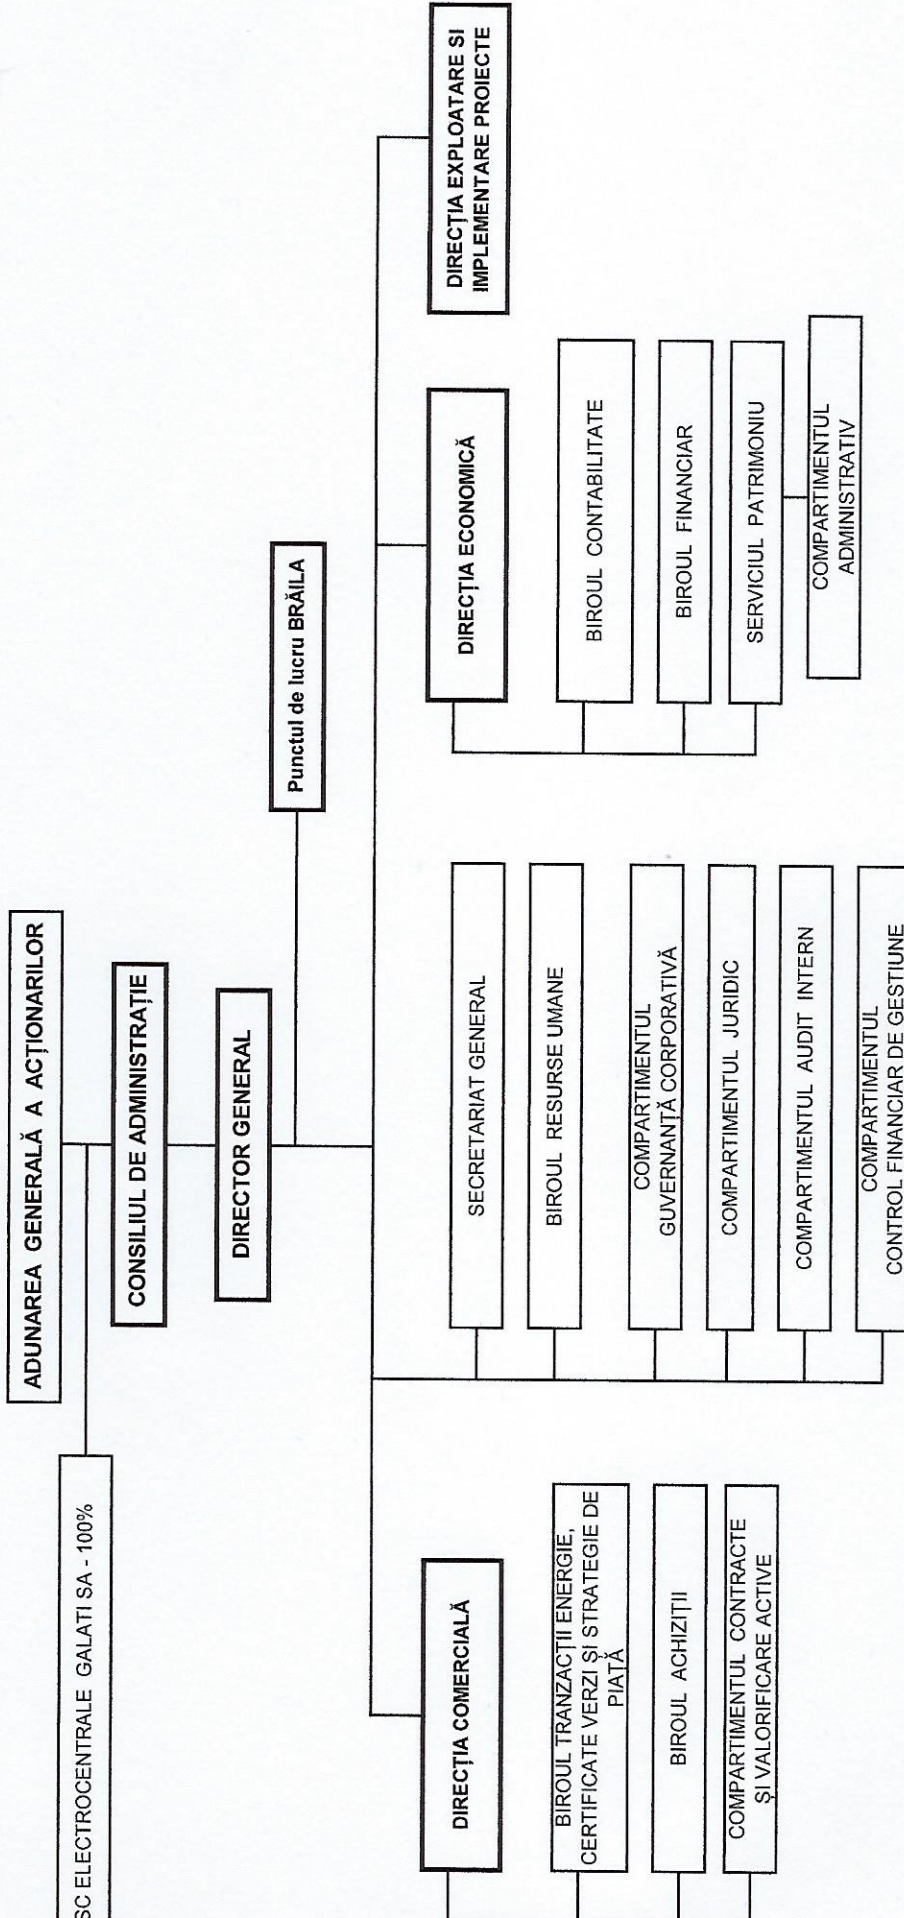 ADUNAREA GENERALĂ A ACȚIONARILOR
SC ELECTROCENTRALE GALATI SA - 100%
CONSILIUL DE ADMINISTRAȚIE
DIRECTOR GENERAL
Punctul de lucru BRĂILA
DIRECȚIA COMERCIALĂ
BIROUL TRANZACȚII ENERGIE,
CERTIFICATE VERZI ȘI STRATEGIE DE
PIAȚĂ
BIROUL ACHIZIȚII
COMPARTIMENTUL CONTRACTE
ȘI VALORIFICARE ACTIVE
SECRETARIAT GENERAL
BIROUL RESURSE UMANE
COMPARTIMENTUL
GUVERNANȚĂ CORPORATIVĂ
COMPARTIMENTUL JURIDIC
COMPARTIMENTUL AUDIT INTERN
COMPARTIMENTUL
CONTROL FINANCIAR DE GESTIUNE
DIRECȚIA ECONOMICĂ
BIROUL CONTABILITATE
BIROUL FINANCIAR
SERVICIUL PATRIMONIU
COMPARTIMENTUL
ADMINISTRATIV
DIRECȚIA EXPLOATARE SI
IMPLEMENTARE PROIECTE